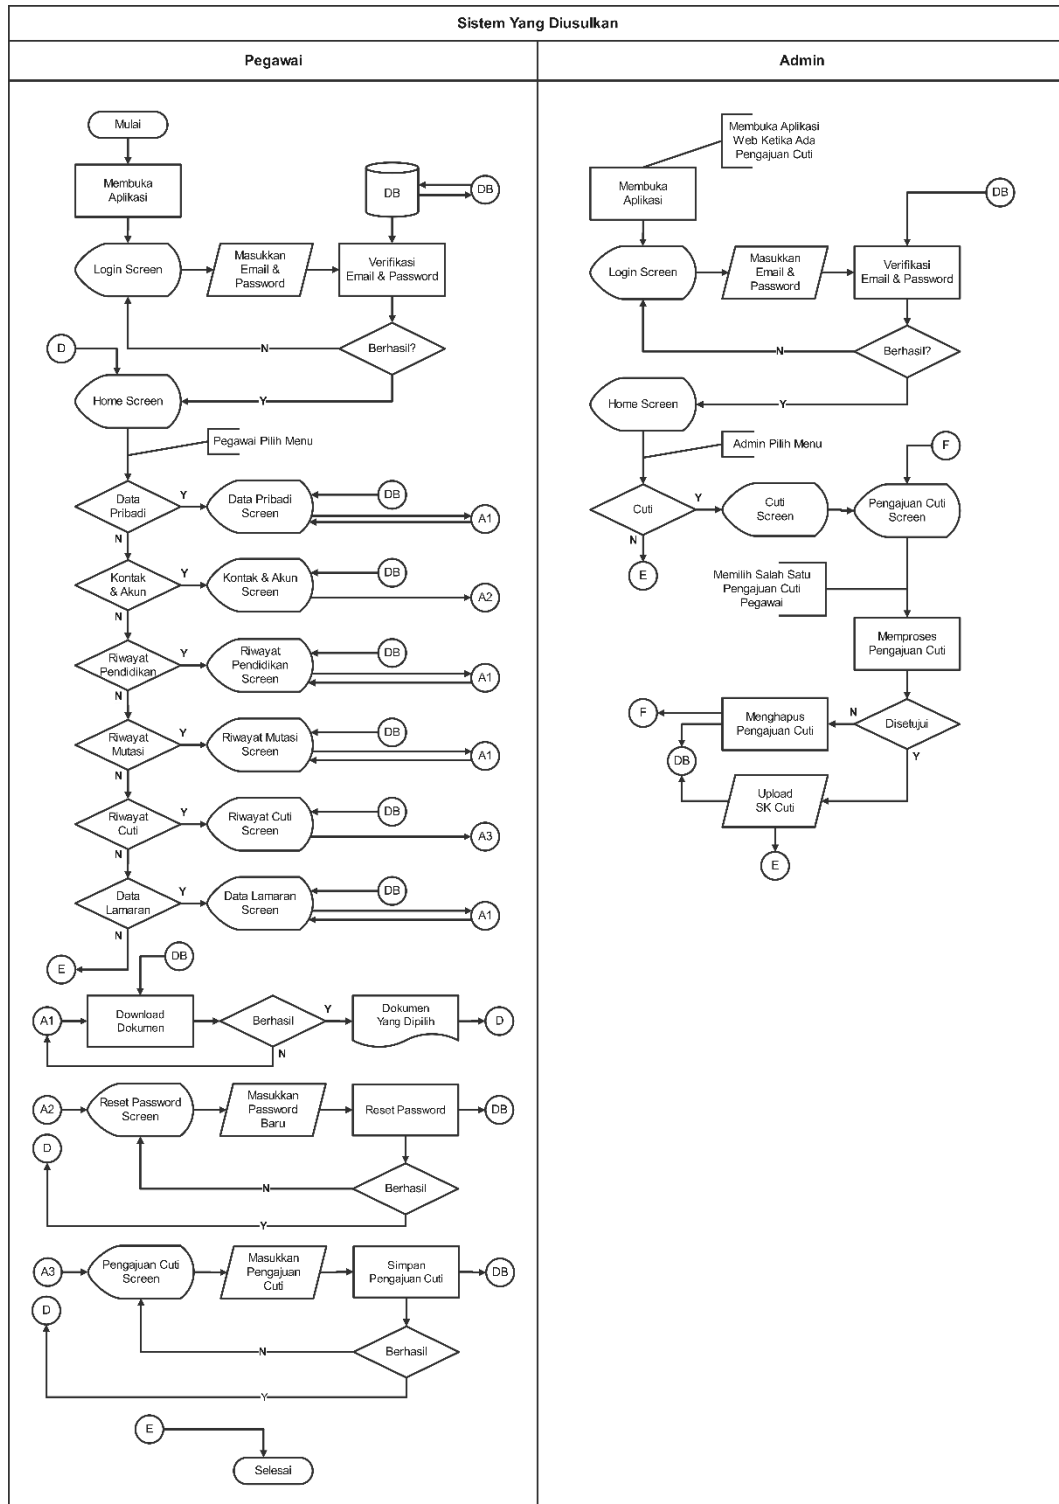 Sistem Yang Diusulkan
Pegawai
Admin
Mulai
Membuka
Aplikasi
DB
DB
Login Screen
Masukkan
Email &
Password
Verifikasi
Email & Password
N
Berhasil?
D
Home Screen
Y
Pegawai Pilih Menu
Data
Pribadi
Y
Data Pribadi
Screen
DB
A1
N
Kontak
& Akun
Y
Kontak & Akun
Screen
DB
A2
N
Riwayat
Pendidikan
Y
Riwayat
Pendidikan
Screen
DB
A1
N
Riwayat
Mutasi
Y
Riwayat Mutasi
Screen
DB
A1
N
Riwayat
Cuti
Y
Riwayat Cuti
Screen
DB
A3
N
Data
Lamaran
Y
Data Lamaran
Screen
DB
A1
N
E
DB
A1
Download
Dokumen
Berhasil
Y
N
Dokumen
Yang Dipilih
D
A2
Reset Password
Screen
Masukkan
Password
Baru
Reset Password
DB
D
N
Berhasil
Y
A3
Pengajuan Cuti
Screen
Masukkan
Pengajuan
Cuti
Simpan
Pengajuan Cuti
DB
D
N
Berhasil
Y
E
Selesai
Membuka Aplikasi
Web Ketika Ada
Pengajuan Cuti
Membuka
Aplikasi
DB
Login Screen
Masukkan
Email &
Password
Verifikasi
Email & Password
N
Berhasil?
Home Screen
Y
Admin Pilih Menu
F
Cuti
Y
Cuti
Screen
Pengajuan Cuti
Screen
N
E
Memilih Salah Satu
Pengajuan Cuti
Pegawai
Memproses
Pengajuan Cuti
F
Menghapus
Pengajuan Cuti
N
Disetujui
DB
Y
Upload
SK Cuti
E